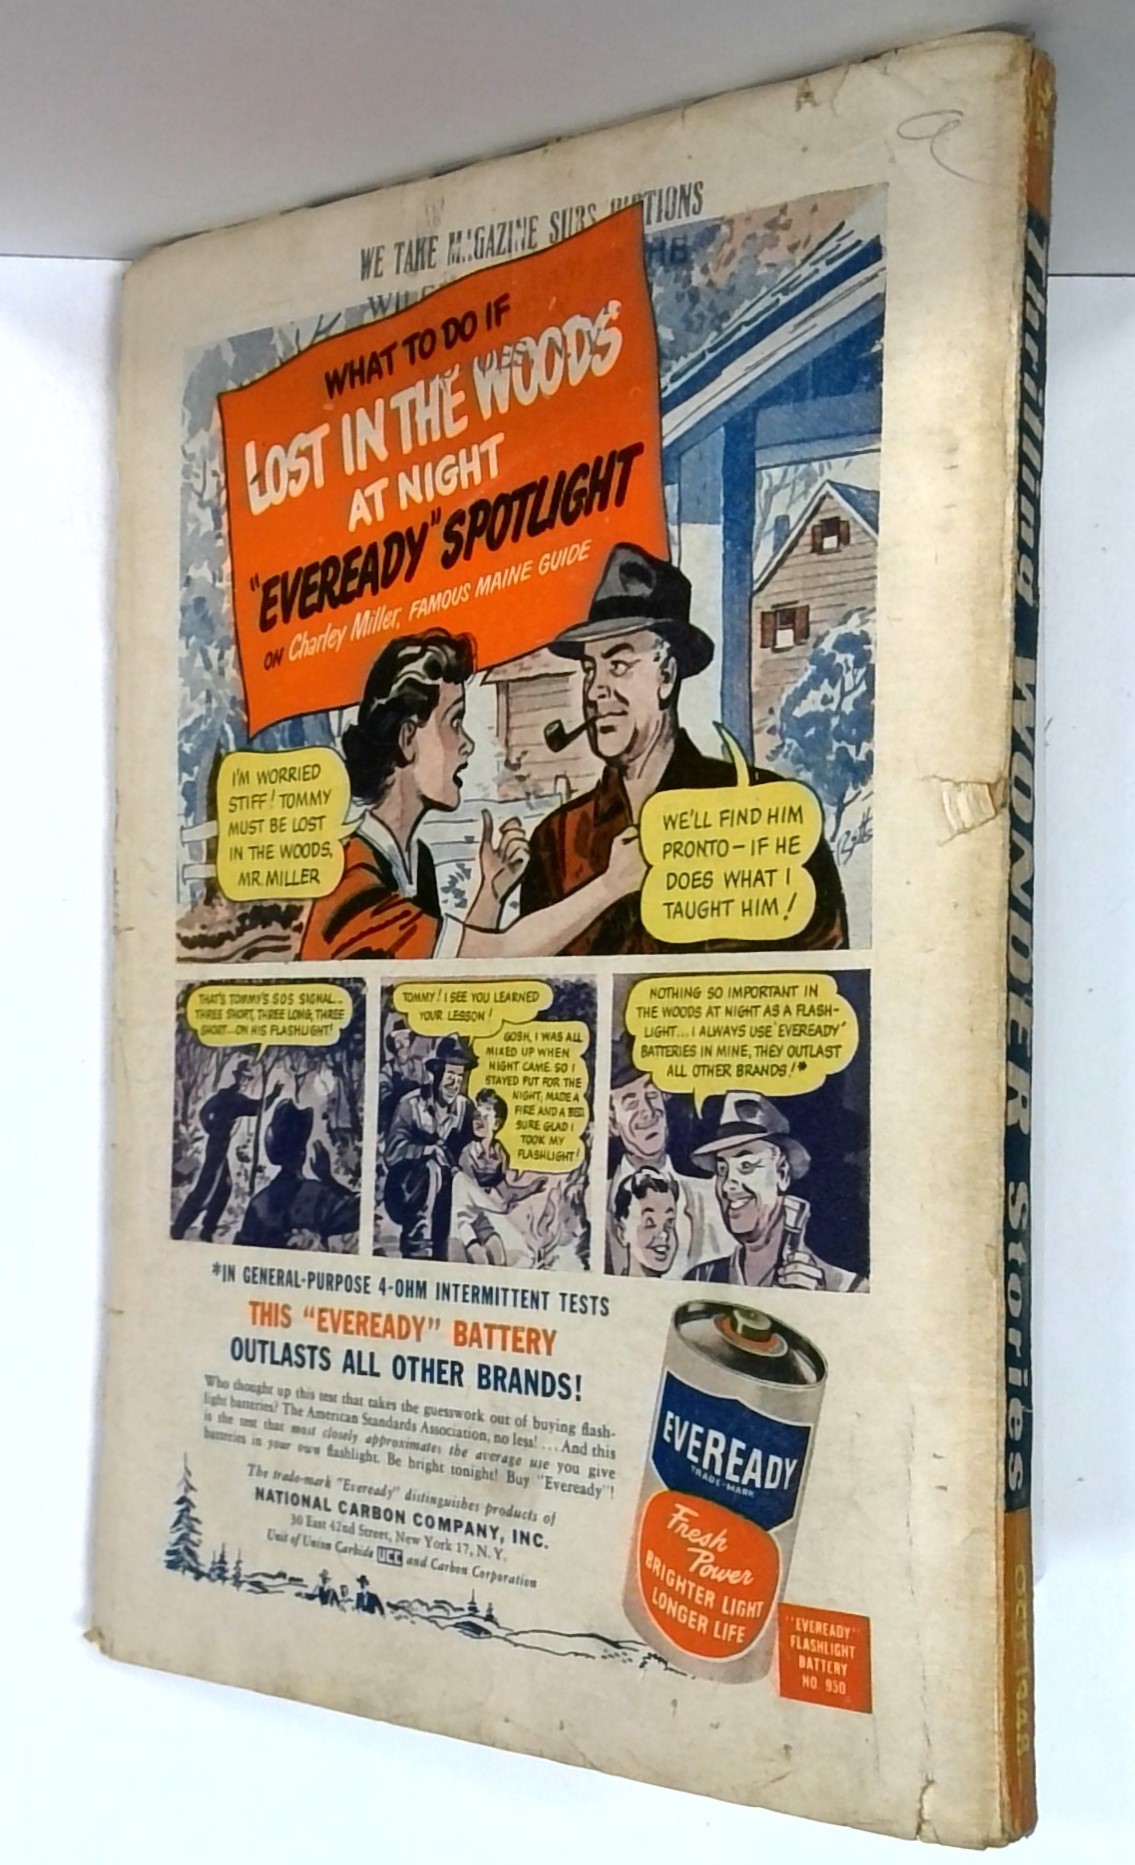 a
WE TAKE MAGAZINE SUBSCRIPTIONS
WHAT TO DO IF
LOST IN THE WOODS
AT NIGHT
"EVEREADY" SPOTLIGHT
ON Charley Miller, FAMOUS MAINE GUIDE
I'M WORRIED
STIFF! TOMMY
MUST BE LOST
IN THE WOODS,
MR. MILLER
WE'LL FIND HIM
PRONTO – IF HE
DOES WHAT I
TAUGHT HIM!
THAT'S TOMMY'S SOS SIGNAL...
THREE SHORT, THREE LONG, THREE
SHORT... ON HIS FLASHLIGHT!
TOMMY! I SEE YOU LEARNED
YOUR LESSON!
GOSH, I WAS ALL
MIXED UP WHEN
NIGHT CAME. SO I
STAYED PUT FOR THE
NIGHT, MADE A
FIRE AND A BED.
SURE GLAD I
TOOK MY
FLASHLIGHT!
NOTHING SO IMPORTANT IN
THE WOODS AT NIGHT AS A FLASH-
LIGHT... I ALWAYS USE "EVEREADY"
BATTERIES IN MINE, THEY OUTLAST
ALL OTHER BRANDS!*
*IN GENERAL-PURPOSE 4-OHM INTERMITTENT TESTS
THIS "EVEREADY" BATTERY
OUTLASTS ALL OTHER BRANDS!
Who thought up this test that takes the guesswork out of buying flash-
light batteries? The American Standards Association, no less! ... And this
is the test that most closely approximates the average use you give
batteries in your own flashlight. Be bright tonight! Buy "Eveready"!
The trade-mark "Eveready" distinguishes products of
NATIONAL CARBON COMPANY, INC.
30 East 42nd Street, New York 17, N. Y.
Unit of Union Carbide UCC and Carbon Corporation
EVEREADY
TRADE-MARK
Fresh
Power
BRIGHTER LIGHT
LONGER LIFE
"EVEREADY"
FLASHLIGHT
BATTERY
NO. 950
Thrilling WONDER Stories
OCT 1948